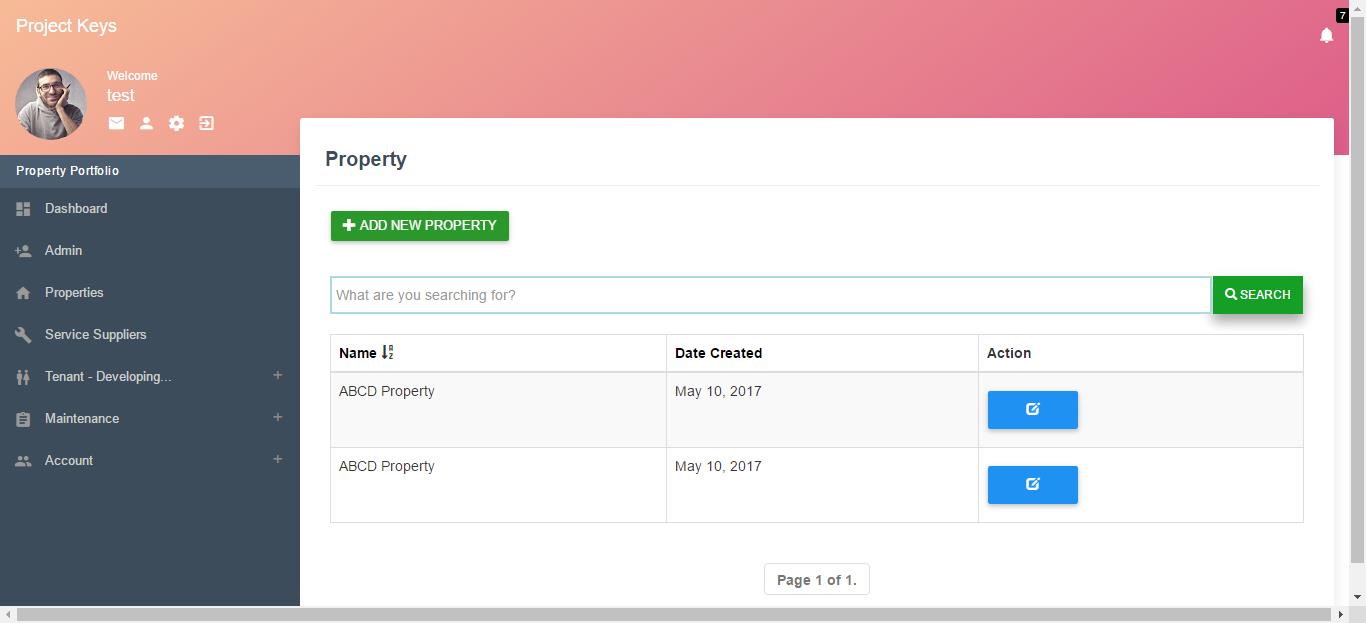 Project Keys
7
Welcome
test
Property Portfolio
Dashboard
Admin
Properties
Service Suppliers
Tenant - Developing...
Maintenance
Account
Property
ADD NEW PROPERTY
What are you searching for?
SEARCH
Name Date Created Action
ABCD Property May 10, 2017
ABCD Property May 10, 2017
Page 1 of 1.